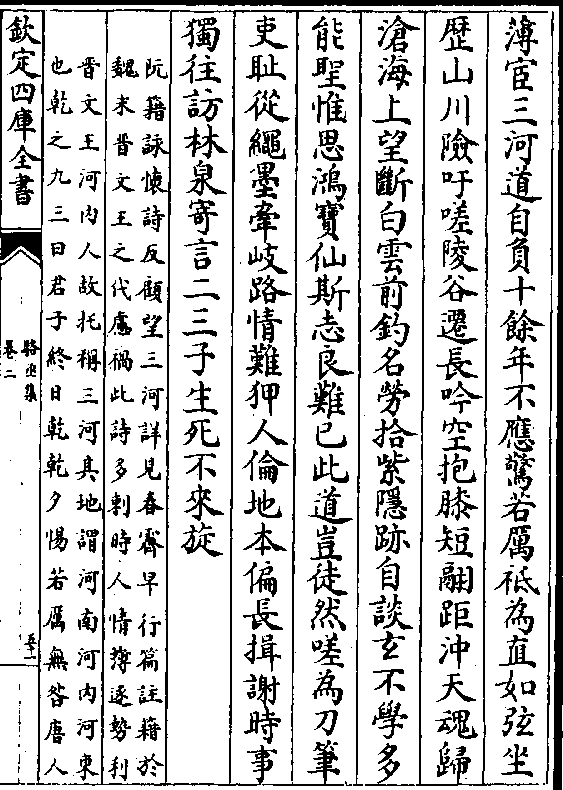 薄宦三河道自負十餘年不應驚若厲祗為直如弦坐
歴山川險吁嗟陵谷遷長吟空抱膝短翮距沖天魂歸
滄海上望斷白雲前釣名勞拾紫隱跡自談𤣥不學多
能聖惟思鴻寶仙斯志良難已此道豈徒然嗟為刀筆
吏恥從繩墨牽岐路情難狎人倫地本偏長揖謝時事
獨往訪林泉寄言二三子生死不來旋
阮籍詠懷詩反顧望三河詳見春霽早行篇註籍於
魏末晉文王之代慮禍此詩多刺時人情薄逐勢利
晉文王河内人故托稱三河其地謂河南河内河東
也乾之九三曰君子終日乾乾夕惕若厲無咎唐人
欽定四庫全書
駱丞集
卷二